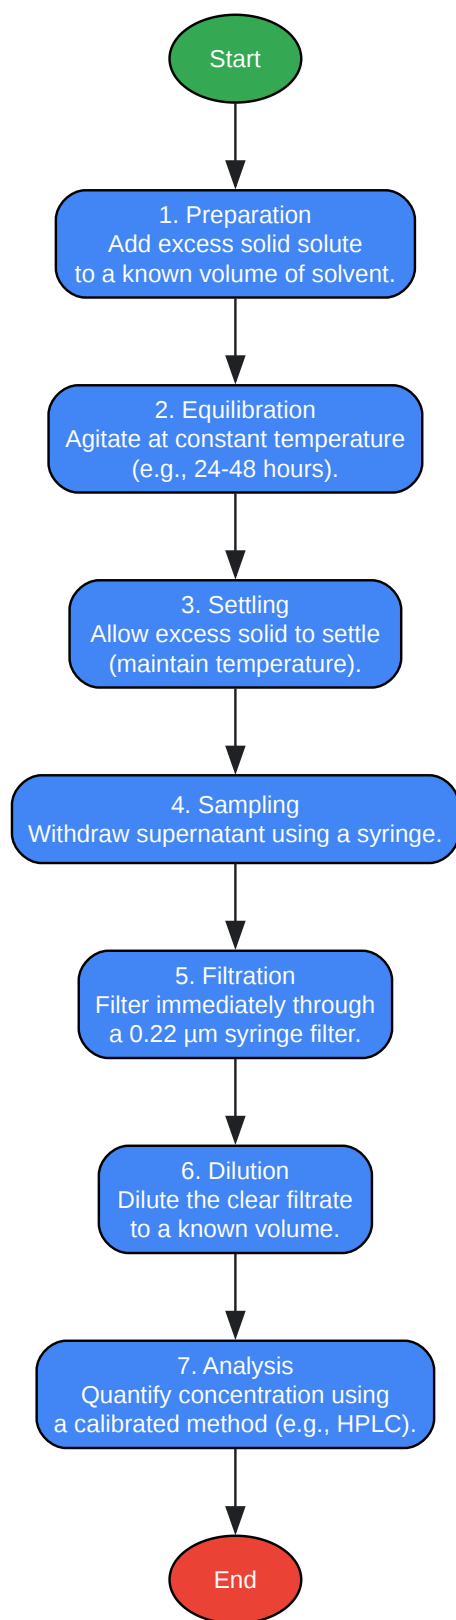 Start
1. Preparation
Add excess solid solute
to a known volume of solvent.
2. Equilibration
Agitate at constant temperature
(e.g., 24-48 hours).
3. Settling
Allow excess solid to settle
(maintain temperature).
4. Sampling
Withdraw supernatant using a syringe.
5. Filtration
Filter immediately through
a 0.22 µm syringe filter.
6. Dilution
Dilute the clear filtrate
to a known volume.
7. Analysis
Quantify concentration using
a calibrated method (e.g., HPLC).
End